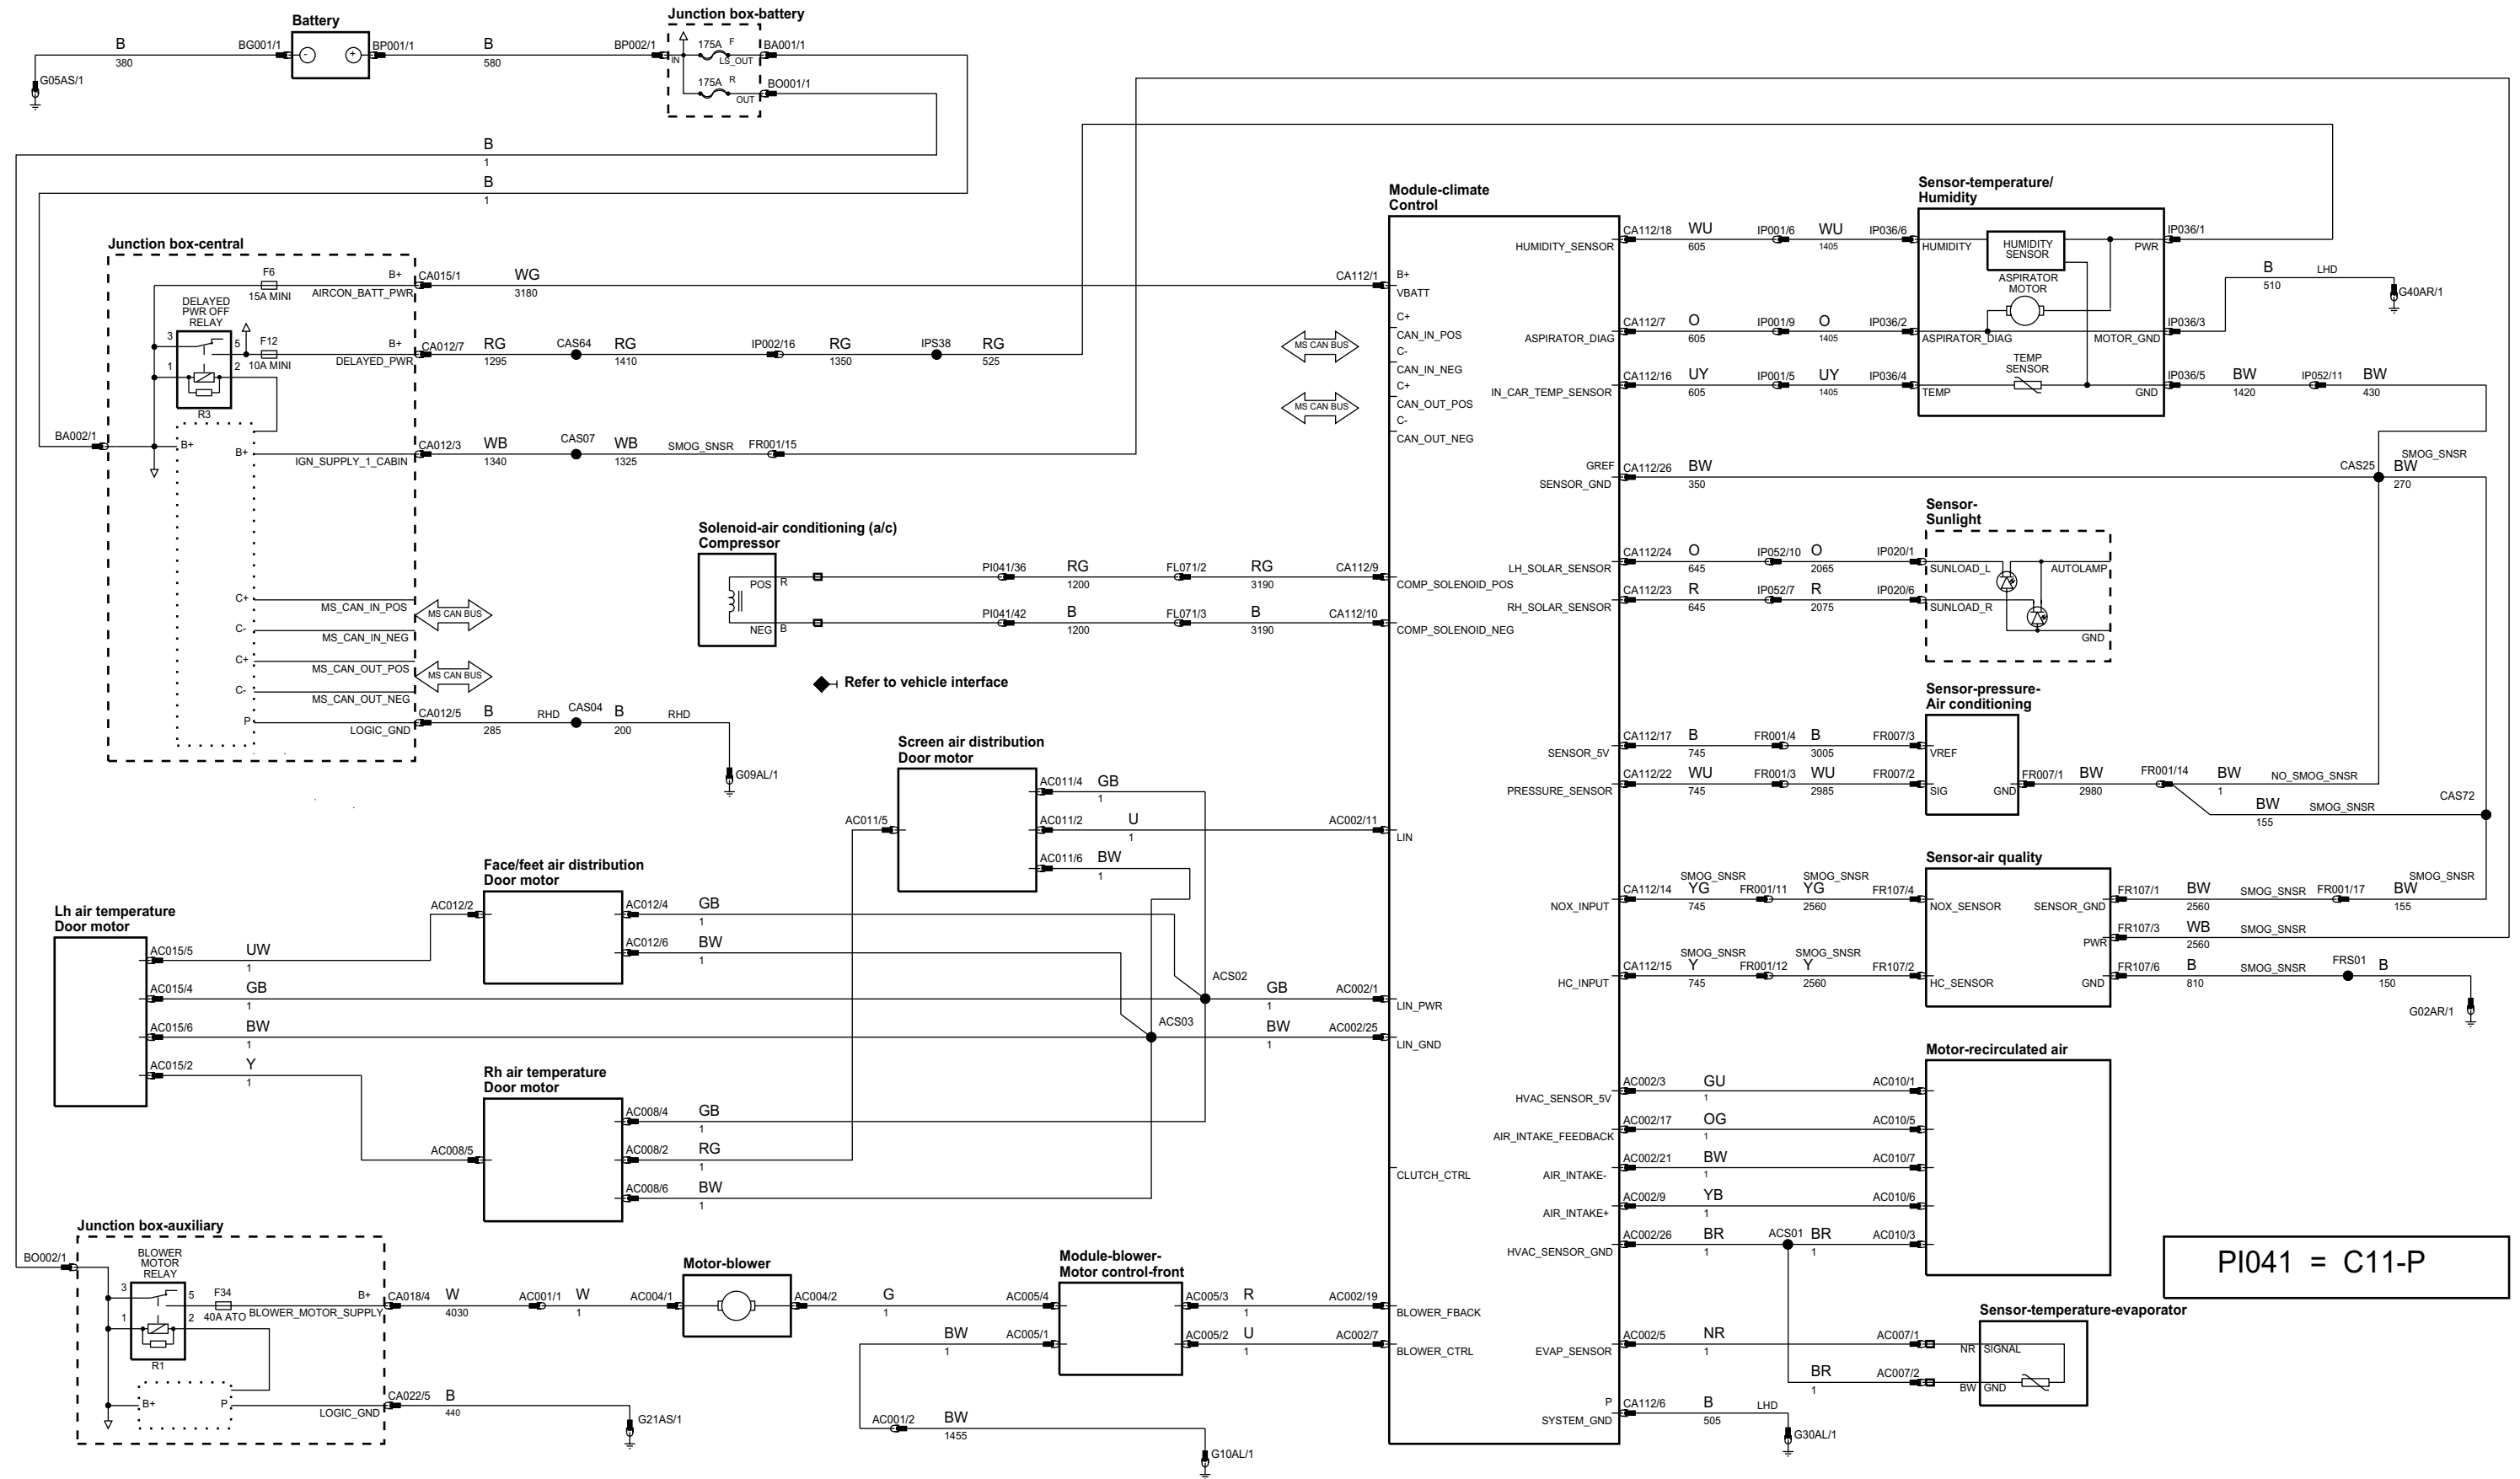 Battery
B
380
BG001/1
-
+
BP001/1
B
580
G05AS/1
Junction box-battery
BP002/1
IN
175A F
LS_OUT
BA001/1
175A R
OUT
BO001/1
B
1
B
1
Junction box-central
F6
15A MINI
B+
AIRCON_BATT_PWR
CA015/1
WG
3180
CA112/1
DELAYED
PWR OFF
RELAY
3
5
1
2
R3
F12
10A MINI
B+
DELAYED_PWR
CA012/7
RG
1295
CAS64
RG
1410
IP002/16
RG
1350
IPS38
RG
525
BA002/1
B+
B+
IGN_SUPPLY_1_CABIN
CA012/3
WB
1340
CAS07
WB
1325
SMOG_SNSR
FR001/15
C+
MS_CAN_IN_POS
C-
MS_CAN_IN_NEG
MS CAN BUS
C+
MS_CAN_OUT_POS
C-
MS_CAN_OUT_NEG
MS CAN BUS
P
LOGIC_GND
CA012/5
B
285
RHD
CAS04
B
200
RHD
G09AL/1
Solenoid-air conditioning (a/c)
Compressor
POS
R
NEG
B
PI041/36
RG
1200
FL071/2
RG
3190
CA112/9
PI041/42
B
1200
FL071/3
B
3190
CA112/10
Refer to vehicle interface
Screen air distribution
Door motor
AC011/5
AC011/4
GB
1
AC011/2
U
1
AC002/11
AC011/6
BW
1
Face/feet air distribution
Door motor
AC012/2
AC012/4
GB
1
AC012/6
BW
1
Lh air temperature
Door motor
AC015/5
UW
1
AC015/4
GB
1
AC015/6
BW
1
AC015/2
Y
1
ACS02
GB
1
AC002/1
ACS03
BW
1
AC002/25
Rh air temperature
Door motor
AC008/5
AC008/4
GB
1
AC008/2
RG
1
AC008/6
BW
1
Junction box-auxiliary
BO002/1
BLOWER
MOTOR
RELAY
3
5
1
2
R1
F34
40A ATO
B+
BLOWER_MOTOR_SUPPLY
CA018/4
W
4030
AC001/1
W
1
AC004/1
Motor-blower
AC004/2
G
1
AC005/4
B+
P
LOGIC_GND
CA022/5
B
440
G21AS/1
Module-blower-
Motor control-front
BW
1
AC005/1
AC005/3
R
1
AC002/19
AC005/2
U
1
AC002/7
AC001/2
BW
1455
G10AL/1
Module-climate
Control
B+
VBATT
C+
CAN_IN_POS
C-
CAN_IN_NEG
MS CAN BUS
C+
CAN_OUT_POS
C-
CAN_OUT_NEG
MS CAN BUS
COMP_SOLENOID_POS
COMP_SOLENOID_NEG
LIN
LIN_PWR
LIN_GND
CLUTCH_CTRL
BLOWER_FBACK
BLOWER_CTRL
HUMIDITY_SENSOR
CA112/18
WU
605
IP001/6
WU
1405
IP036/6
ASPIRATOR_DIAG
CA112/7
O
605
IP001/9
O
1405
IP036/2
IN_CAR_TEMP_SENSOR
CA112/16
UY
605
IP001/5
UY
1405
IP036/4
Sensor-temperature/
Humidity
HUMIDITY
HUMIDITY
SENSOR
PWR
IP036/1
ASPIRATOR
MOTOR
ASPIRATOR_DIAG
MOTOR_GND
IP036/3
B
510
LHD
G40AR/1
TEMP
SENSOR
TEMP
GND
IP036/5
BW
1420
IP052/11
BW
430
GREF
SENSOR_GND
CA112/26
BW
350
CAS25
SMOG_SNSR
BW
270
Sensor-
Sunlight
LH_SOLAR_SENSOR
CA112/24
O
645
IP052/10
O
2065
IP020/1
SUNLOAD_L
AUTOLAMP
RH_SOLAR_SENSOR
CA112/23
R
645
IP052/7
R
2075
IP020/6
SUNLOAD_R
GND
Sensor-pressure-
Air conditioning
SENSOR_5V
CA112/17
B
745
FR001/4
B
3005
FR007/3
VREF
PRESSURE_SENSOR
CA112/22
WU
745
FR001/3
WU
2985
FR007/2
SIG
GND
FR007/1
BW
2980
FR001/14
BW
1
NO_SMOG_SNSR
BW
155
SMOG_SNSR
CAS72
Sensor-air quality
NOX_INPUT
CA112/14
SMOG_SNSR
YG
745
FR001/11
SMOG_SNSR
YG
2560
FR107/4
NOX_SENSOR
SENSOR_GND
FR107/1
BW
2560
SMOG_SNSR
FR001/17
SMOG_SNSR
BW
155
PWR
FR107/3
WB
2560
SMOG_SNSR
HC_INPUT
CA112/15
SMOG_SNSR
Y
745
FR001/12
SMOG_SNSR
Y
2560
FR107/2
HC_SENSOR
GND
FR107/6
B
810
SMOG_SNSR
FRS01
B
150
G02AR/1
Motor-recirculated air
HVAC_SENSOR_5V
AC002/3
GU
1
AC010/1
AIR_INTAKE_FEEDBACK
AC002/17
OG
1
AC010/5
AIR_INTAKE-
AC002/21
BW
1
AC010/7
AIR_INTAKE+
AC002/9
YB
1
AC010/6
HVAC_SENSOR_GND
AC002/26
BR
1
ACS01
BR
1
AC010/3
PI041 = C11-P
Sensor-temperature-evaporator
EVAP_SENSOR
AC002/5
NR
1
AC007/1
NR
SIGNAL
BR
1
AC007/2
BW
GND
P
SYSTEM_GND
CA112/6
B
505
LHD
G30AL/1